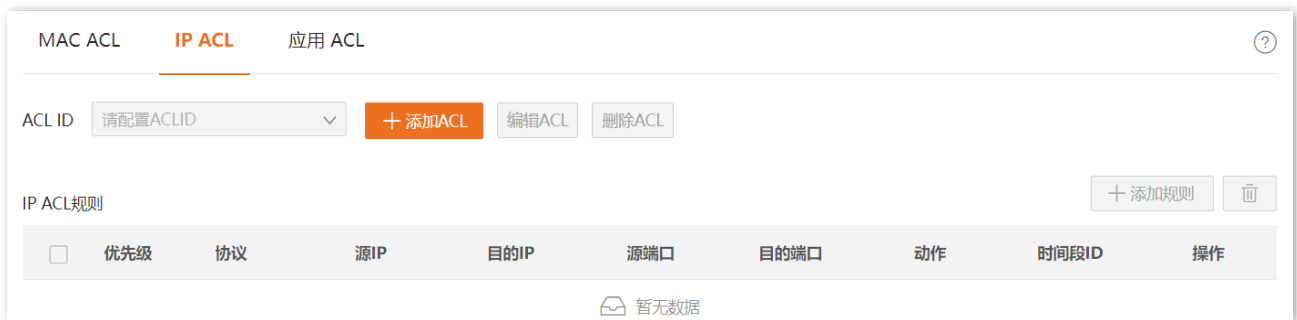 MAC ACL IP ACL 应用 ACL ?
ACL ID 请配置ACLID 添加ACL 编辑ACL 删除ACL
IP ACL规则 添加规则
优先级 协议 源IP 目的IP 源端口 目的端口 动作 时间段ID 操作
暂无数据